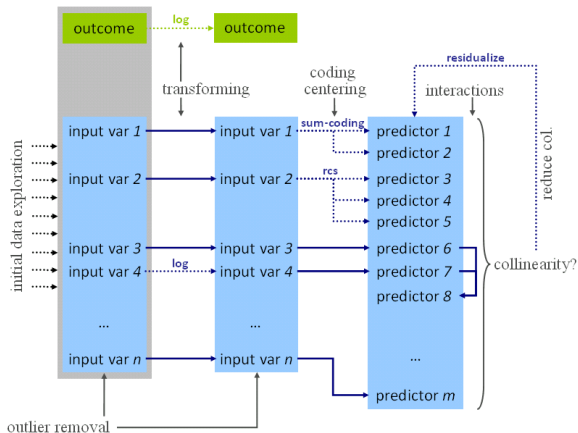 outcome
log
outcome
residualize
transforming
coding
centering
interactions
input var 1
input var 1
sum-coding
predictor 1
predictor 2
input var 2
input var 2
rcs
predictor 3
predictor 4
predictor 5
input var 3
input var 3
predictor 6
input var 4
log
input var 4
predictor 7
predictor 8
collinearity?
reduce col.
initial data exploration
...
...
...
input var n
input var n
predictor m
outlier removal